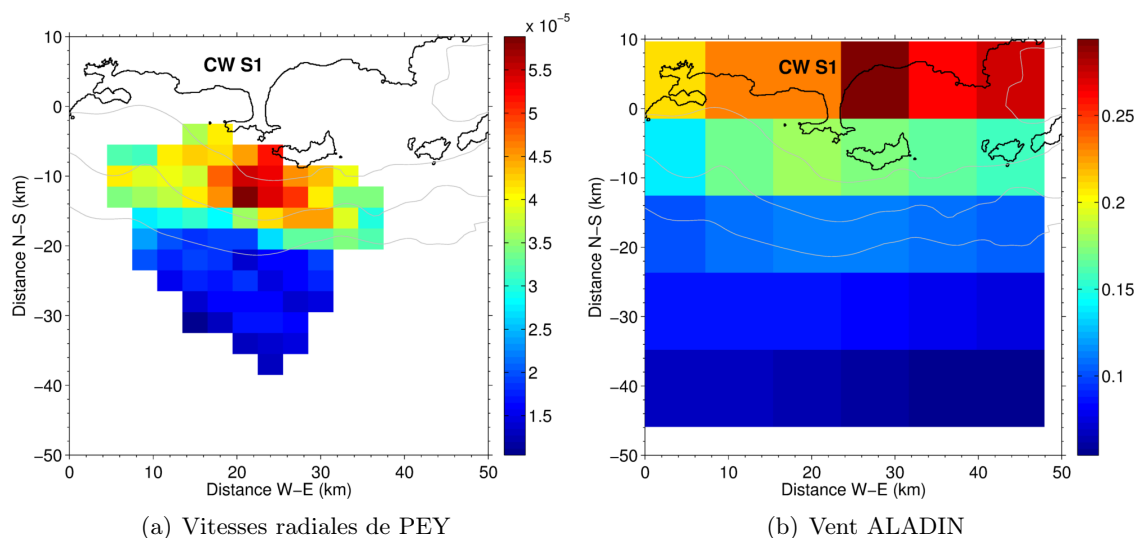 x 10⁻⁵
10
0
−10
−20
−30
−40
−50
Distance N−S (km)
CW S1
0 10 20 30 40 50
Distance W−E (km)
5.5
5
4.5
4
3.5
3
2.5
2
1.5
(a) Vitesses radiales de PEY
10
0
−10
−20
−30
−40
−50
Distance N−S (km)
CW S1
0 10 20 30 40 50
Distance W−E (km)
0.25
0.2
0.15
0.1
(b) Vent ALADIN